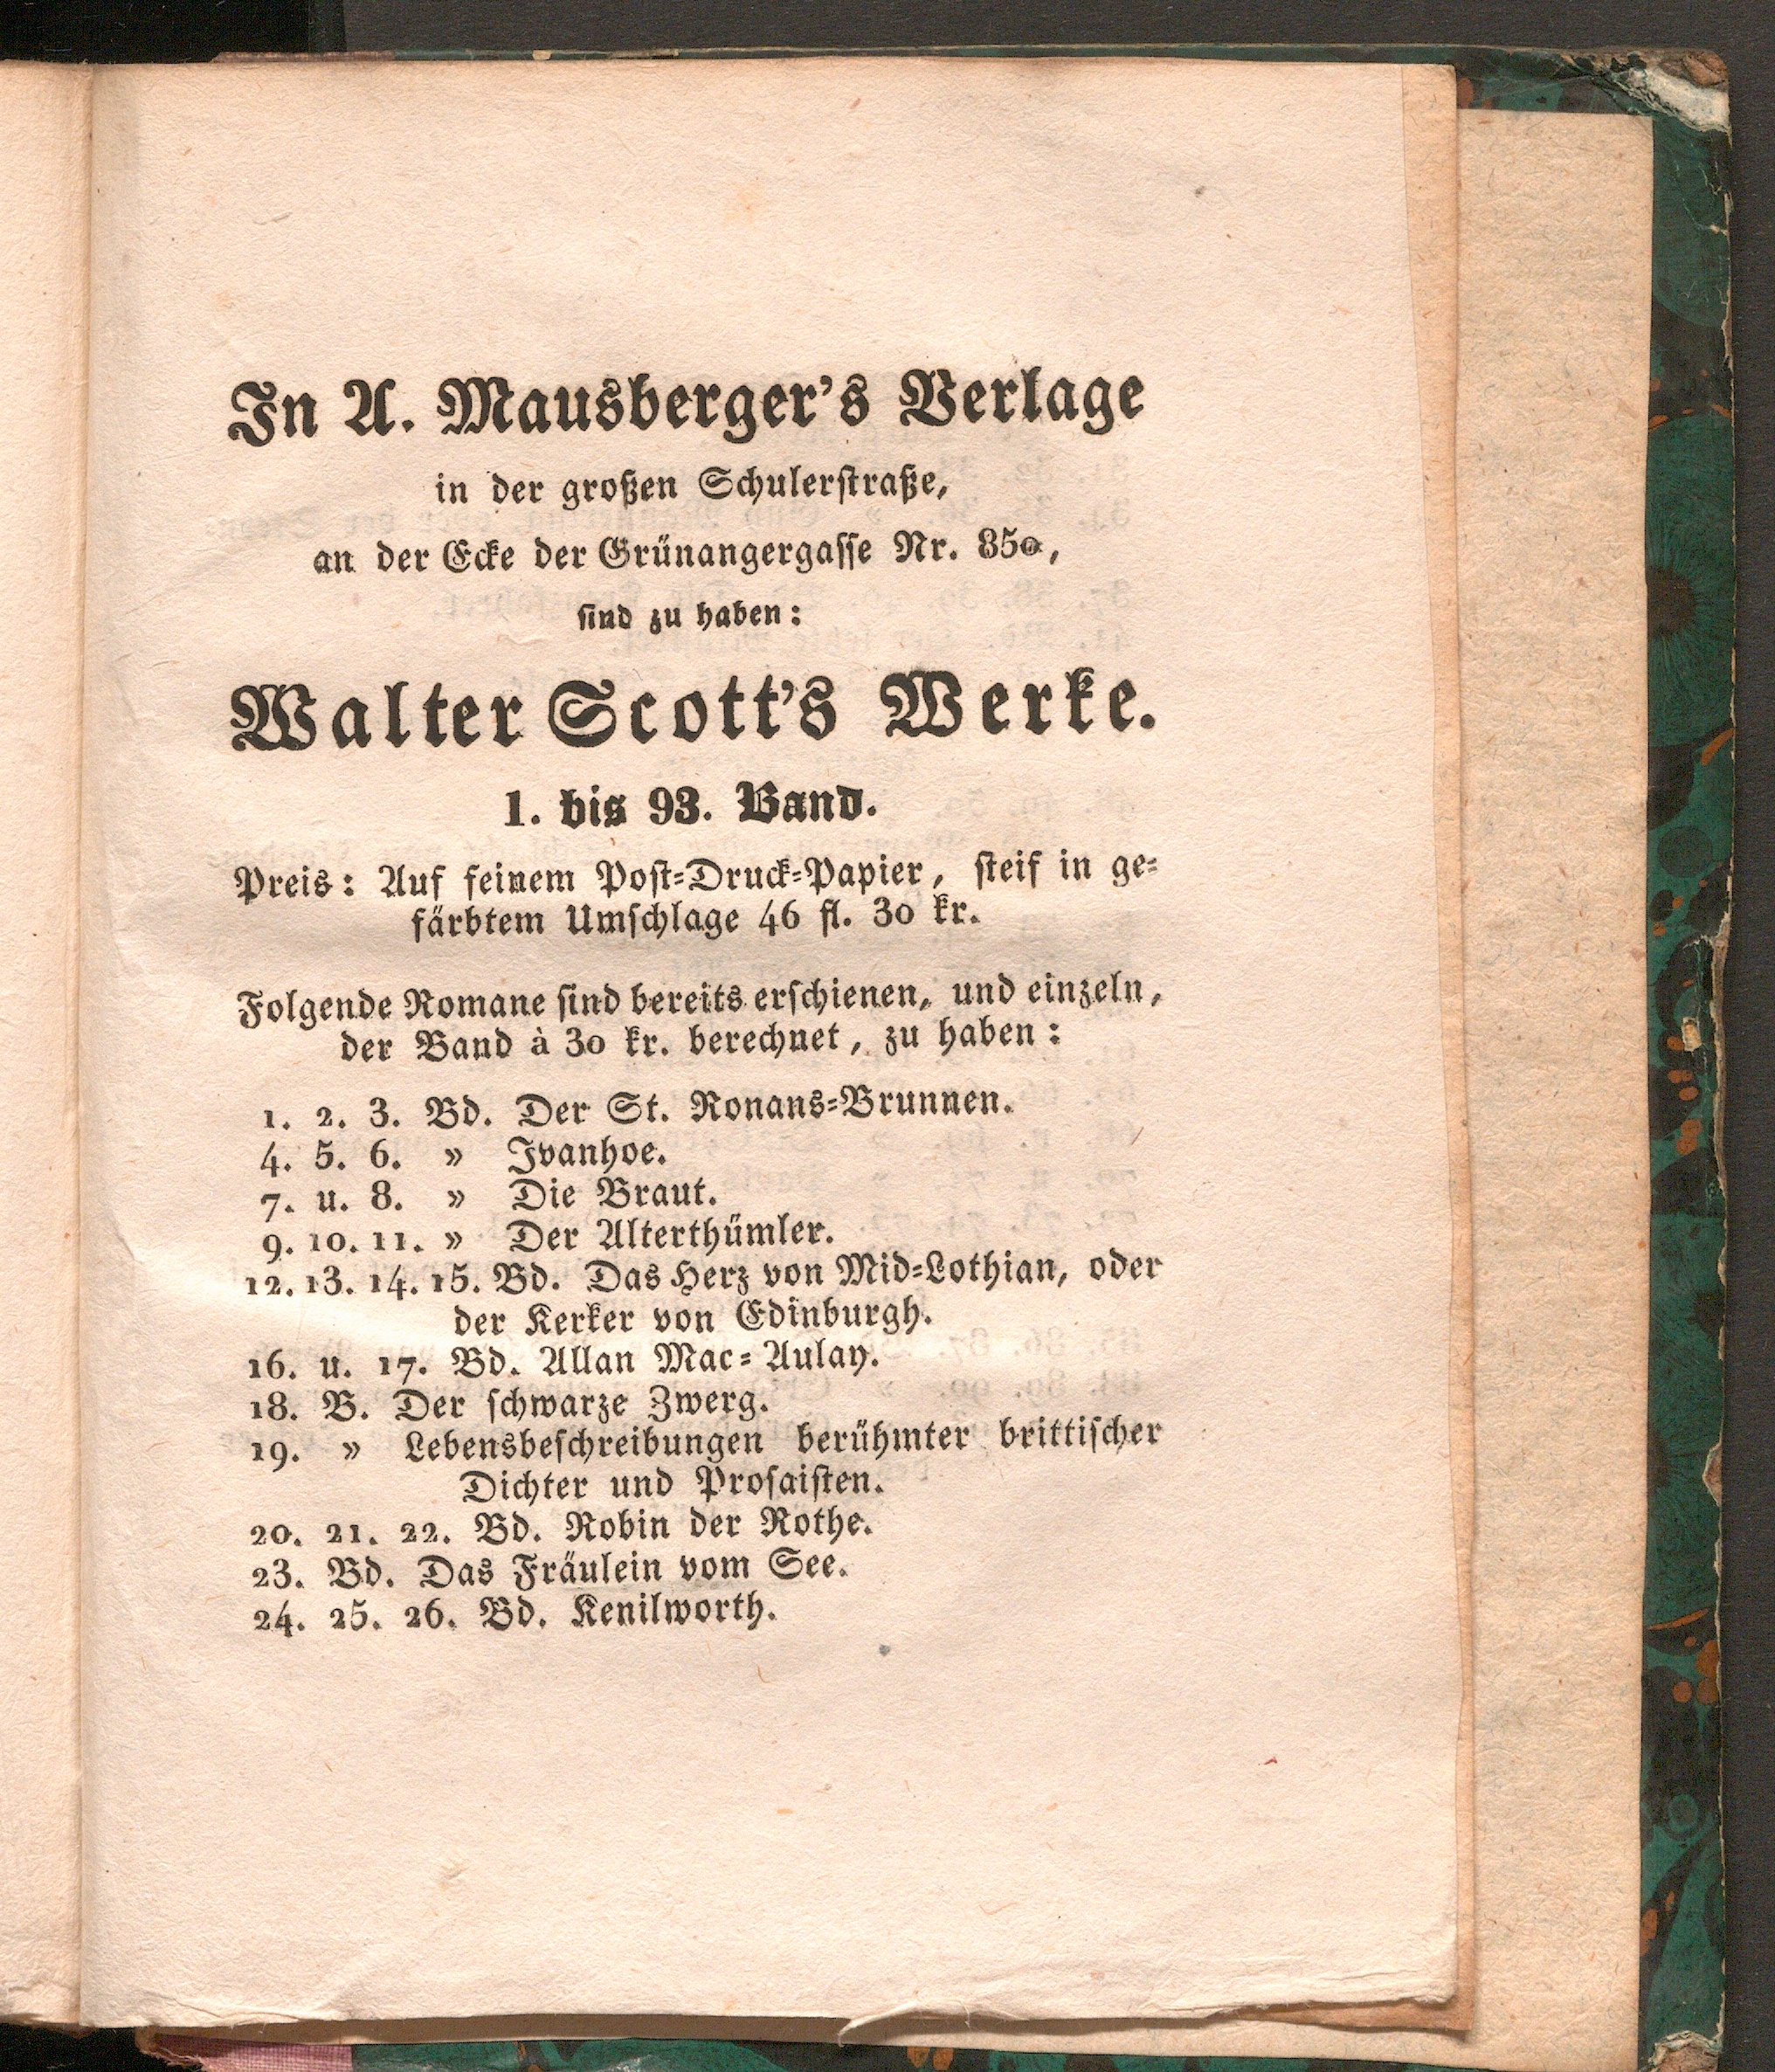 In A. Mausberger's Verlage
in der großen Schulerstraße,
an der Ecke der Grünangergasse Nr. 850,
sind zu haben:
Walter Scott's Werke.
1. bis 93. Band.
Preis: Auf feinem Post-Druck-Papier, steif in ge-
färbtem Umschlage 46 fl. 30 kr.
Folgende Romane sind bereits erschienen, und einzeln,
der Band à 30 kr. berechnet, zu haben:
1. 2. 3. Bd. Der St. Ronans-Brunnen.
4. 5. 6. » Ivanhoe.
7. u. 8. » Die Braut.
9. 10. 11. » Der Alterthümler.
12. 13. 14. 15. Bd. Das Herz von Mid-Lothian, oder
der Kerker von Edinburgh.
16. u. 17. Bd. Allan Mac-Aulay.
18. B. Der schwarze Zwerg.
19. » Lebensbeschreibungen berühmter brittischer
Dichter und Prosaisten.
20. 21. 22. Bd. Robin der Rothe.
23. Bd. Das Fräulein vom See.
24. 25. 26. Bd. Kenilworth.